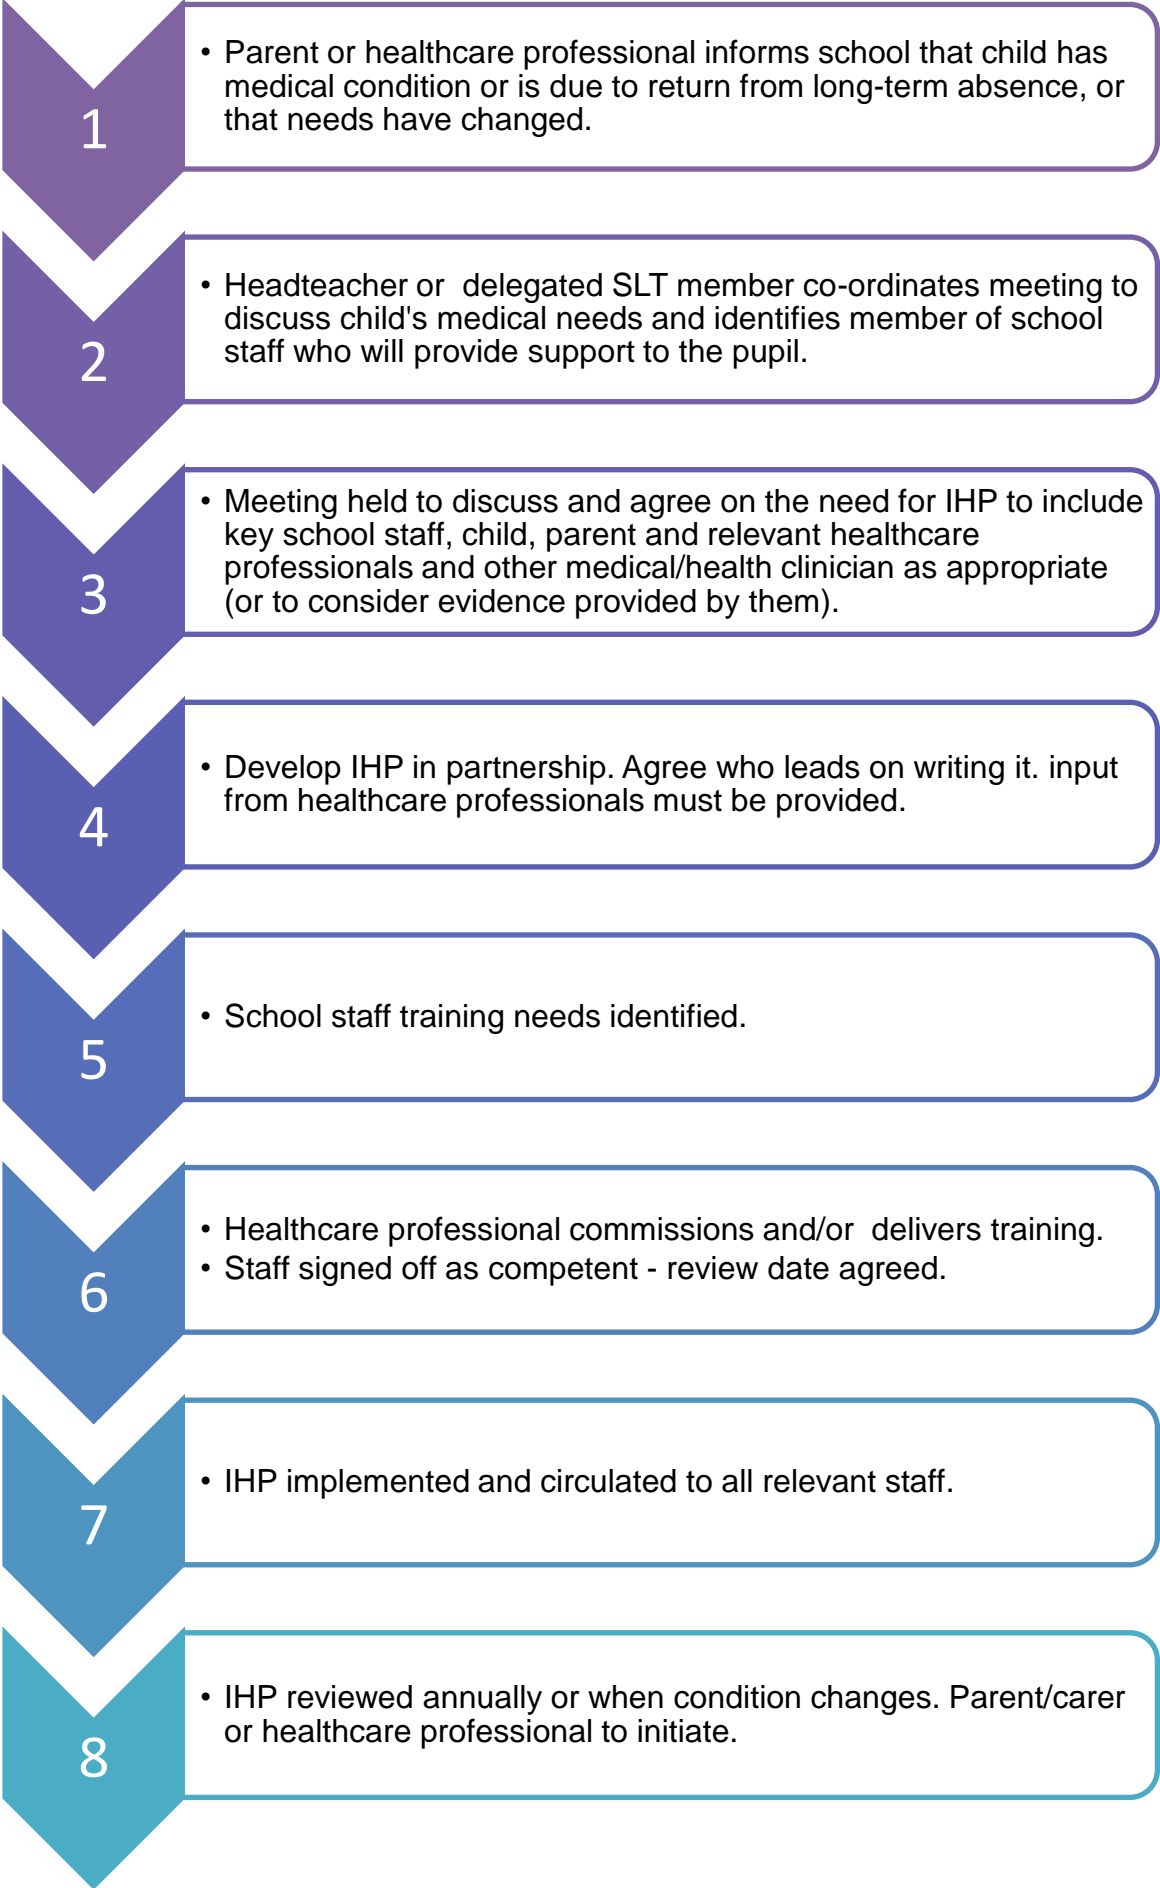 1
• Parent or healthcare professional informs school that child has
medical condition or is due to return from long-term absence, or
that needs have changed.
2
• Headteacher or  delegated SLT member co-ordinates meeting to
discuss child's medical needs and identifies member of school
staff who will provide support to the pupil.
3
• Meeting held to discuss and agree on the need for IHP to include
key school staff, child, parent and relevant healthcare
professionals and other medical/health clinician as appropriate
(or to consider evidence provided by them).
4
• Develop IHP in partnership. Agree who leads on writing it. input
from healthcare professionals must be provided.
5
• School staff training needs identified.
6
• Healthcare professional commissions and/or  delivers training.
• Staff signed off as competent - review date agreed.
7
• IHP implemented and circulated to all relevant staff.
8
• IHP reviewed annually or when condition changes. Parent/carer
or healthcare professional to initiate.